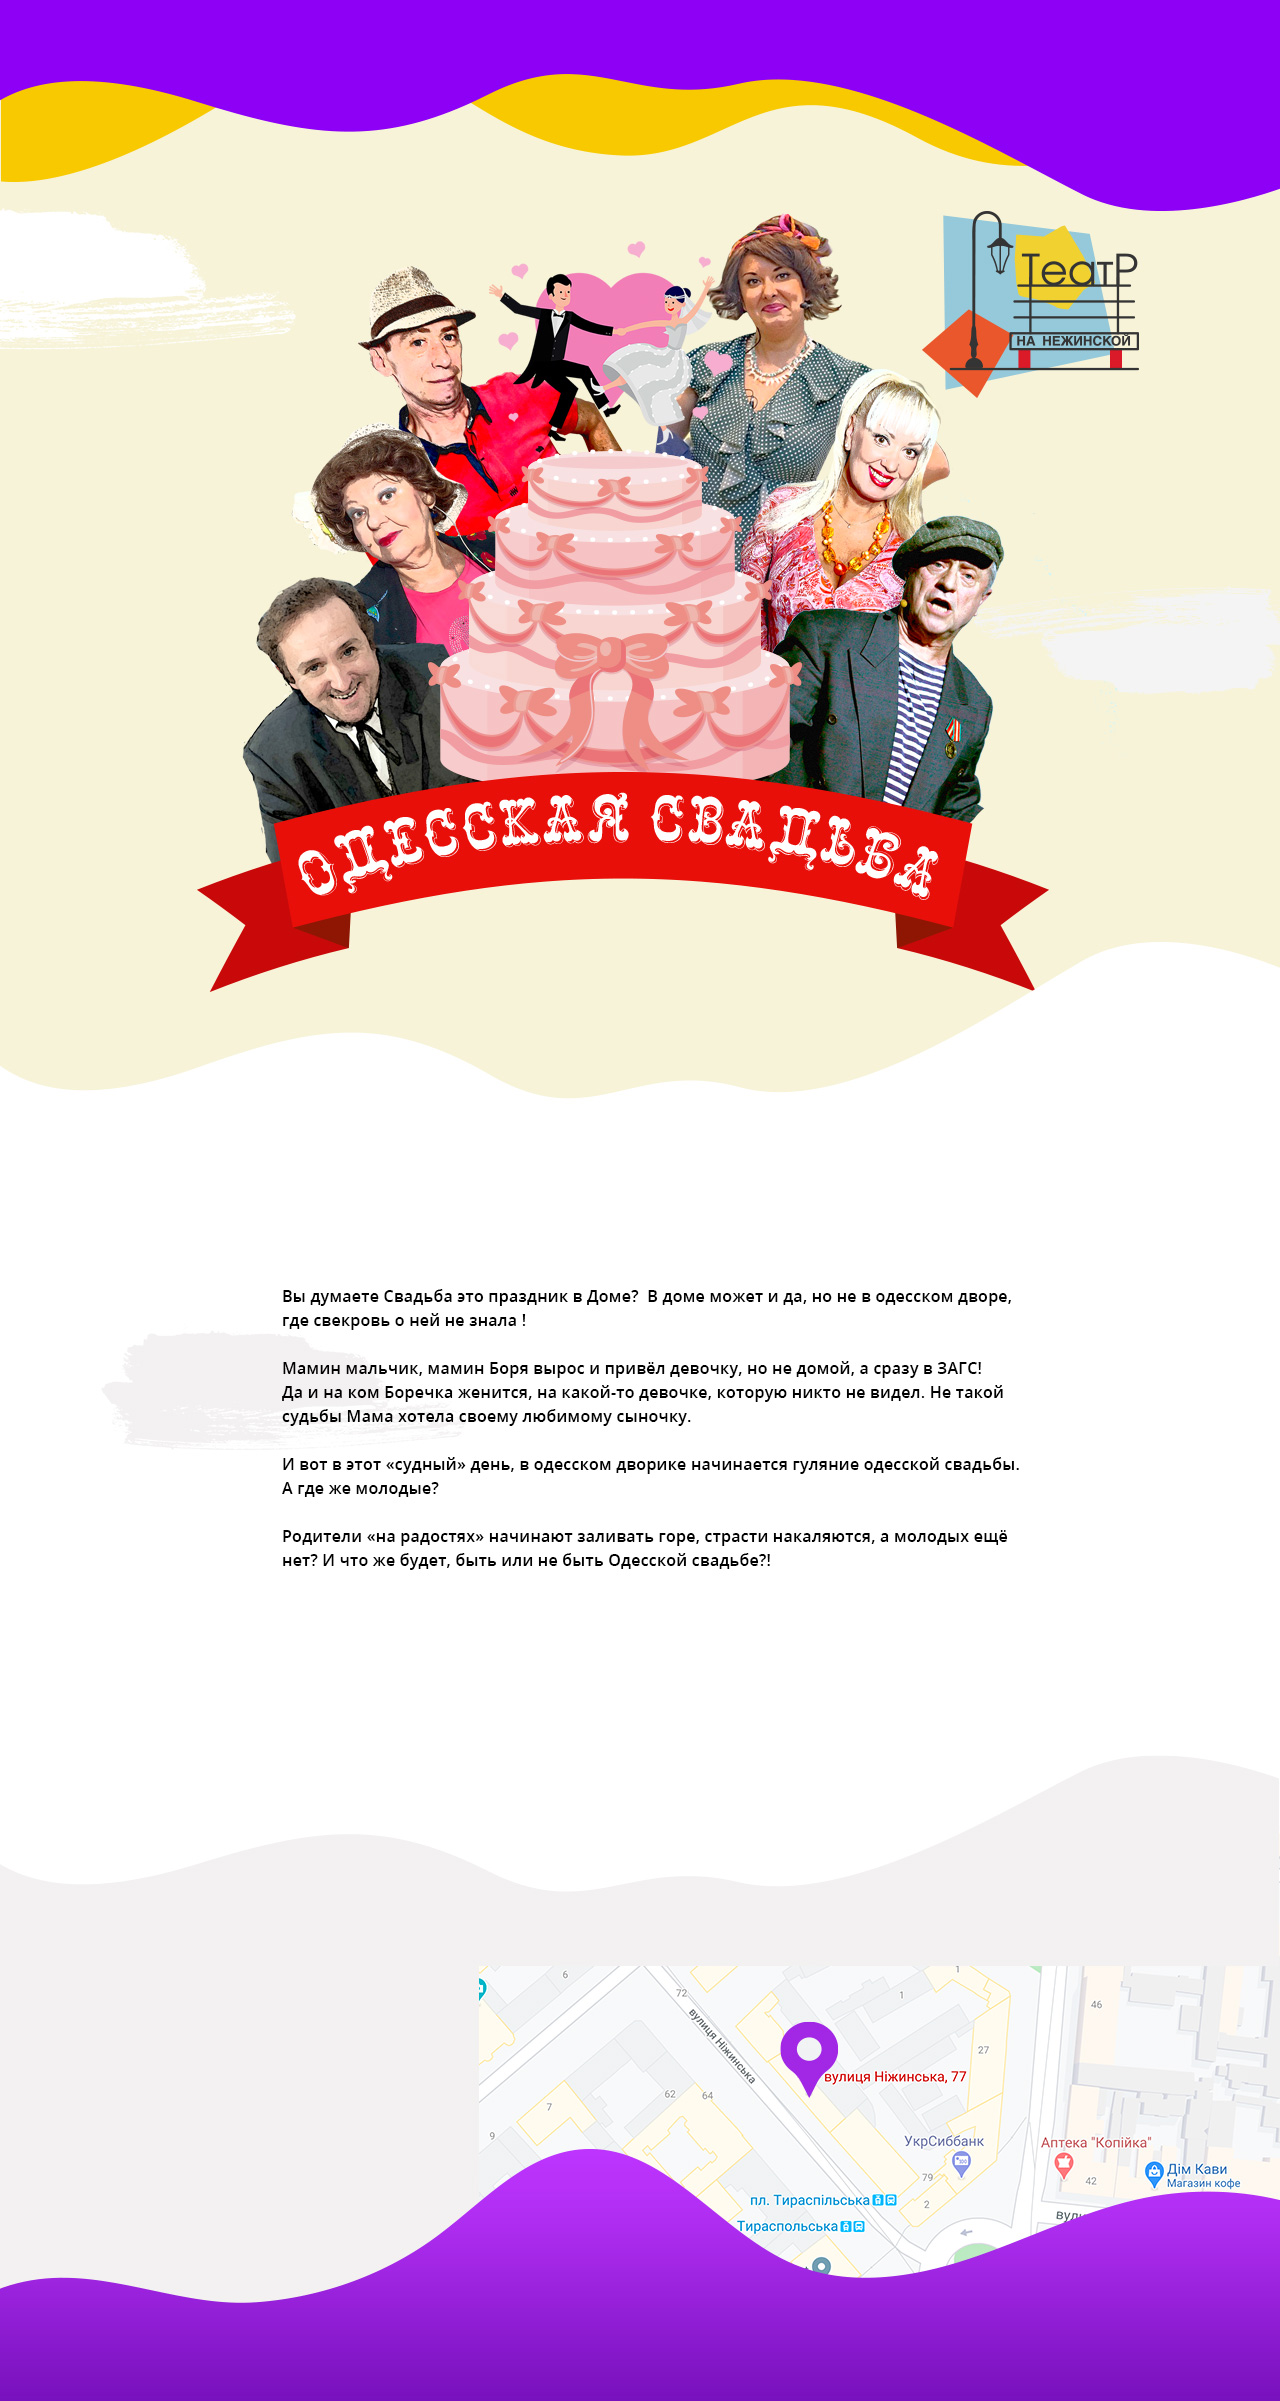 ТеатР
НА НЕЖИНСКОЙ
ОДЕССКАЯ СВАДЬБА
Вы думаете Свадьба это праздник в Доме?  В доме может и да, но не в одесском дворе,
где свекровь о ней не знала !
Мамин мальчик, мамин Боря вырос и привёл девочку, но не домой, а сразу в ЗАГС!
Да и на ком Боречка женится, на какой-то девочке, которую никто не видел. Не такой
судьбы Мама хотела своему любимому сыночку.
И вот в этот «судный» день, в одесском дворике начинается гуляние одесской свадьбы.
А где же молодые?
Родители «на радостях» начинают заливать горе, страсти накаляются, а молодых ещё
нет? И что же будет, быть или не быть Одесской свадьбе?!
6
72
1
1
46
вулиця Ніжинська
27
вулиця Ніжинська, 77
62
64
7
9
УкрСиббанк
Аптека "Копійка"
79
42
Дім Кави
Магазин кофе
пл. Тираспільська
2
Тираспольська